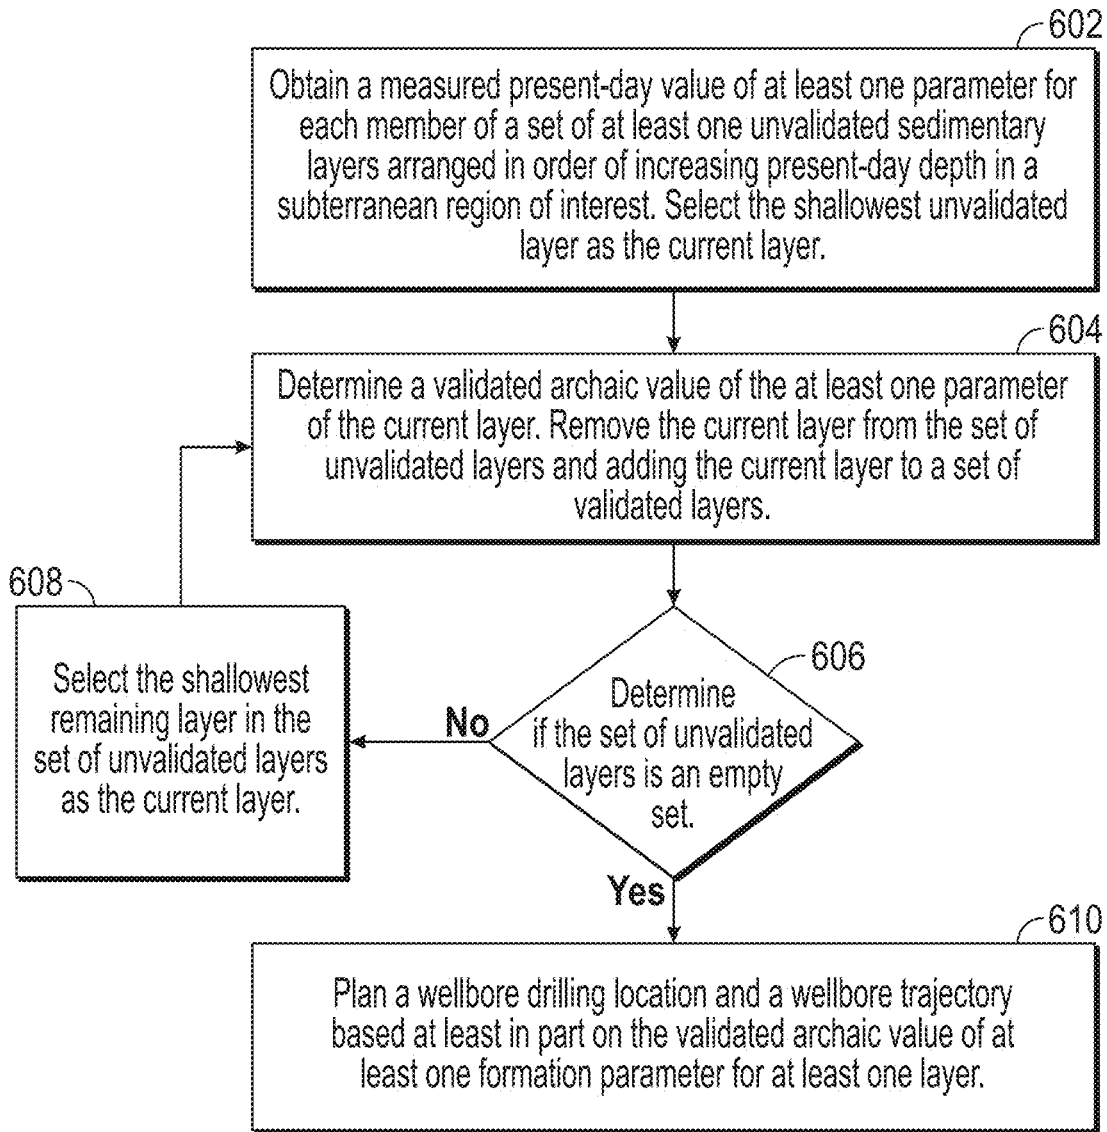 602
Obtain a measured present-day value of at least one parameter for
each member of a set of at least one unvalidated sedimentary
layers arranged in order of increasing present-day depth in a
subterranean region of interest. Select the shallowest unvalidated
layer as the current layer.
604
Determine a validated archaic value of the at least one parameter
of the current layer. Remove the current layer from the set of
unvalidated layers and adding the current layer to a set of
validated layers.
608
Select the shallowest
remaining layer in the
set of unvalidated layers
as the current layer.
No
606
Determine
if the set of unvalidated
layers is an empty
set.
Yes
610
Plan a wellbore drilling location and a wellbore trajectory
based at least in part on the validated archaic value of at
least one formation parameter for at least one layer.